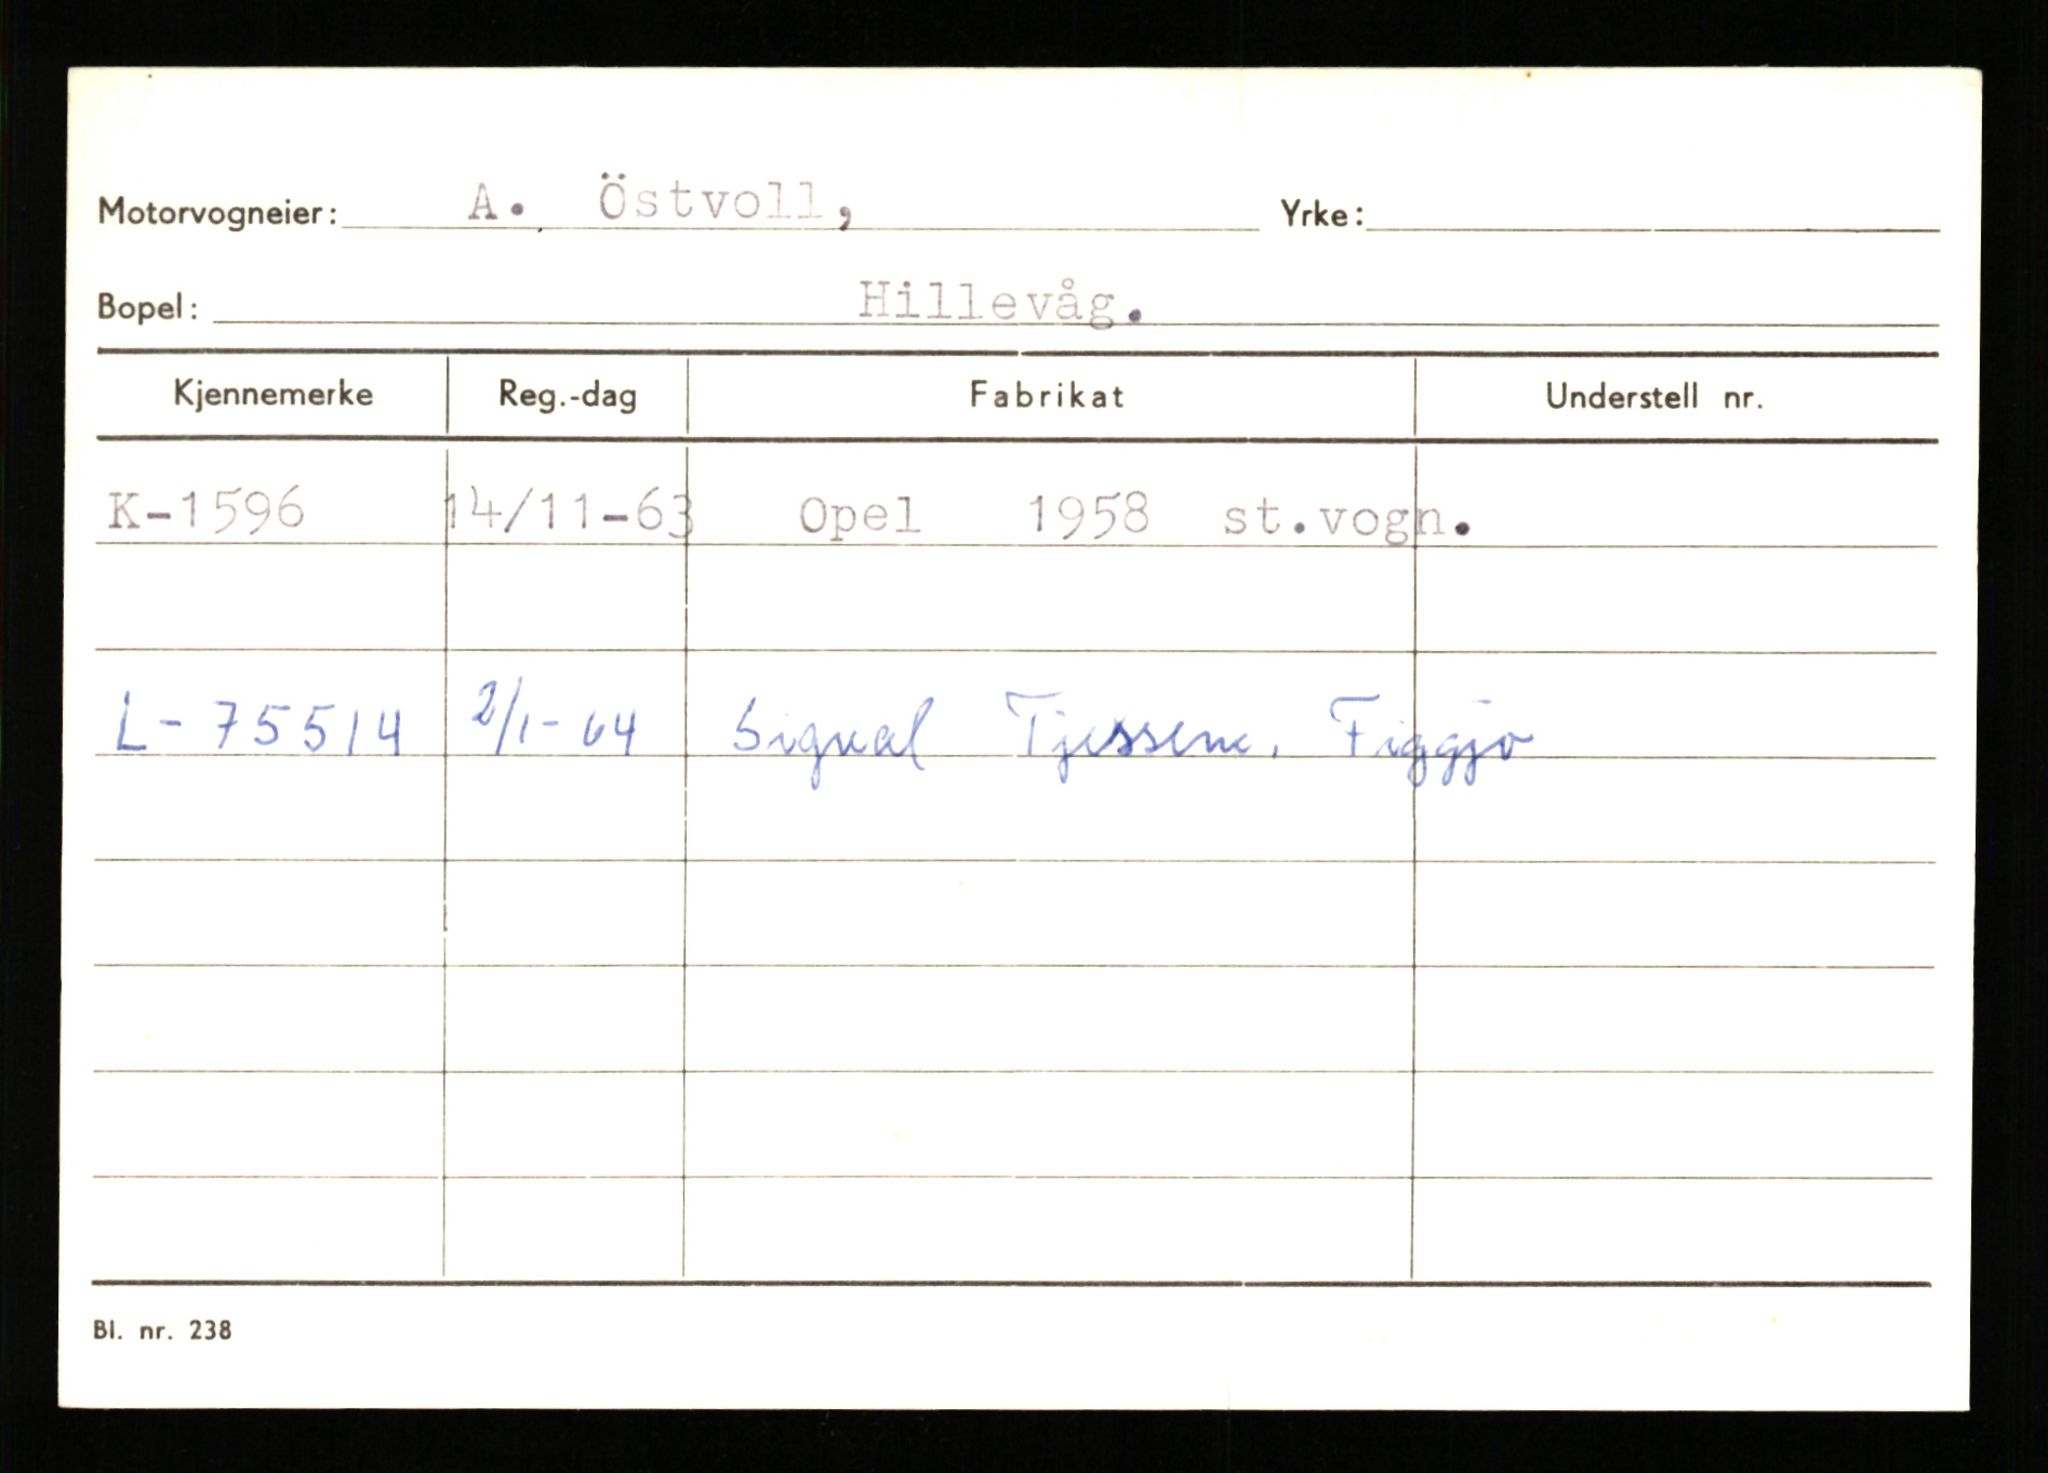 Motorvogneier: A. Östvoll, Yrke:
Bopel: Hillevåg.
Kjennemerke Reg.-dag Fabrikat Understell nr.
K-1596 14/11-63 Opel 1958 st.vogn.
L-75514 2/1-64 Sigval Tjessem, Figgjo
Bl. nr. 238